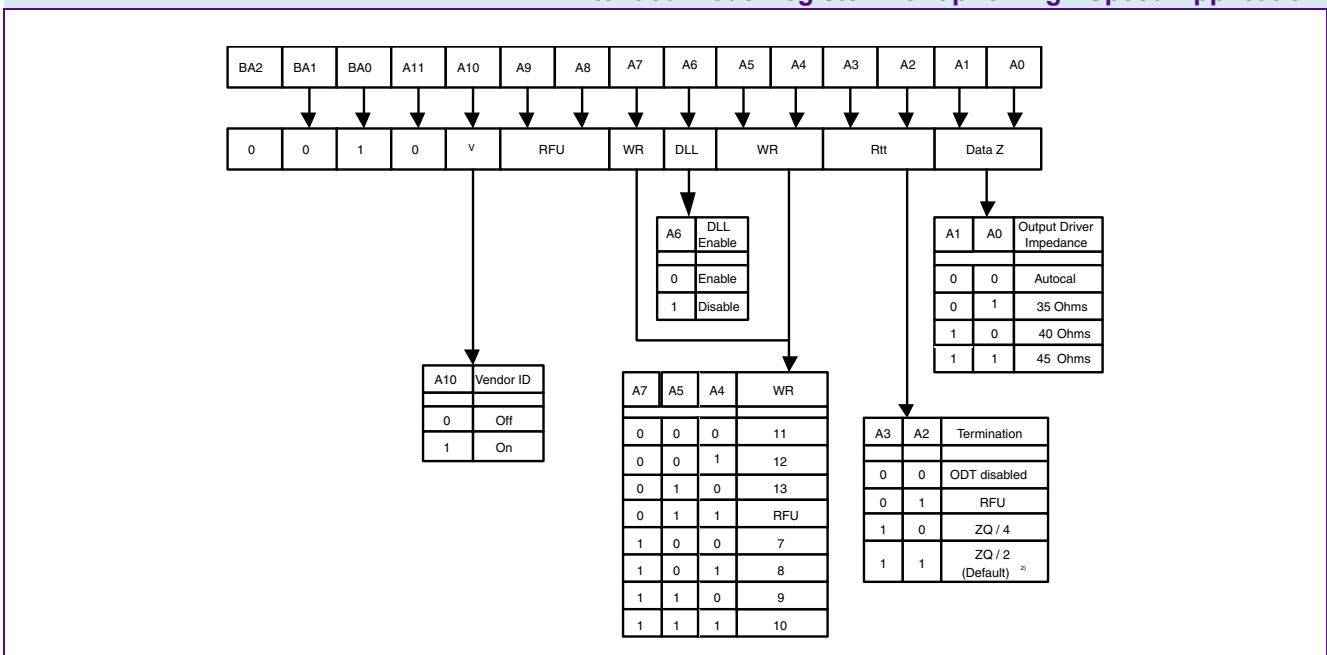 BA2 BA1 BA0 A11 A10 A9 A8 A7 A6 A5 A4 A3 A2 A1 A0
0 0 1 0 V RFU WR DLL WR Rtt Data Z
A6 DLL Enable
0 Enable
1 Disable
A1 A0 Output Driver Impedance
0 0 Autocal
0 1 35 Ohms
1 0 40 Ohms
1 1 45 Ohms
A10 Vendor ID
0 Off
1 On
A7 A5 A4 WR
0 0 0 11
0 0 1 12
0 1 0 13
0 1 1 RFU
1 0 0 7
1 0 1 8
1 1 0 9
1 1 1 10
A3 A2 Termination
0 0 ODT disabled
0 1 RFU
1 0 ZQ / 4
1 1 ZQ / 2 (Default) 2)